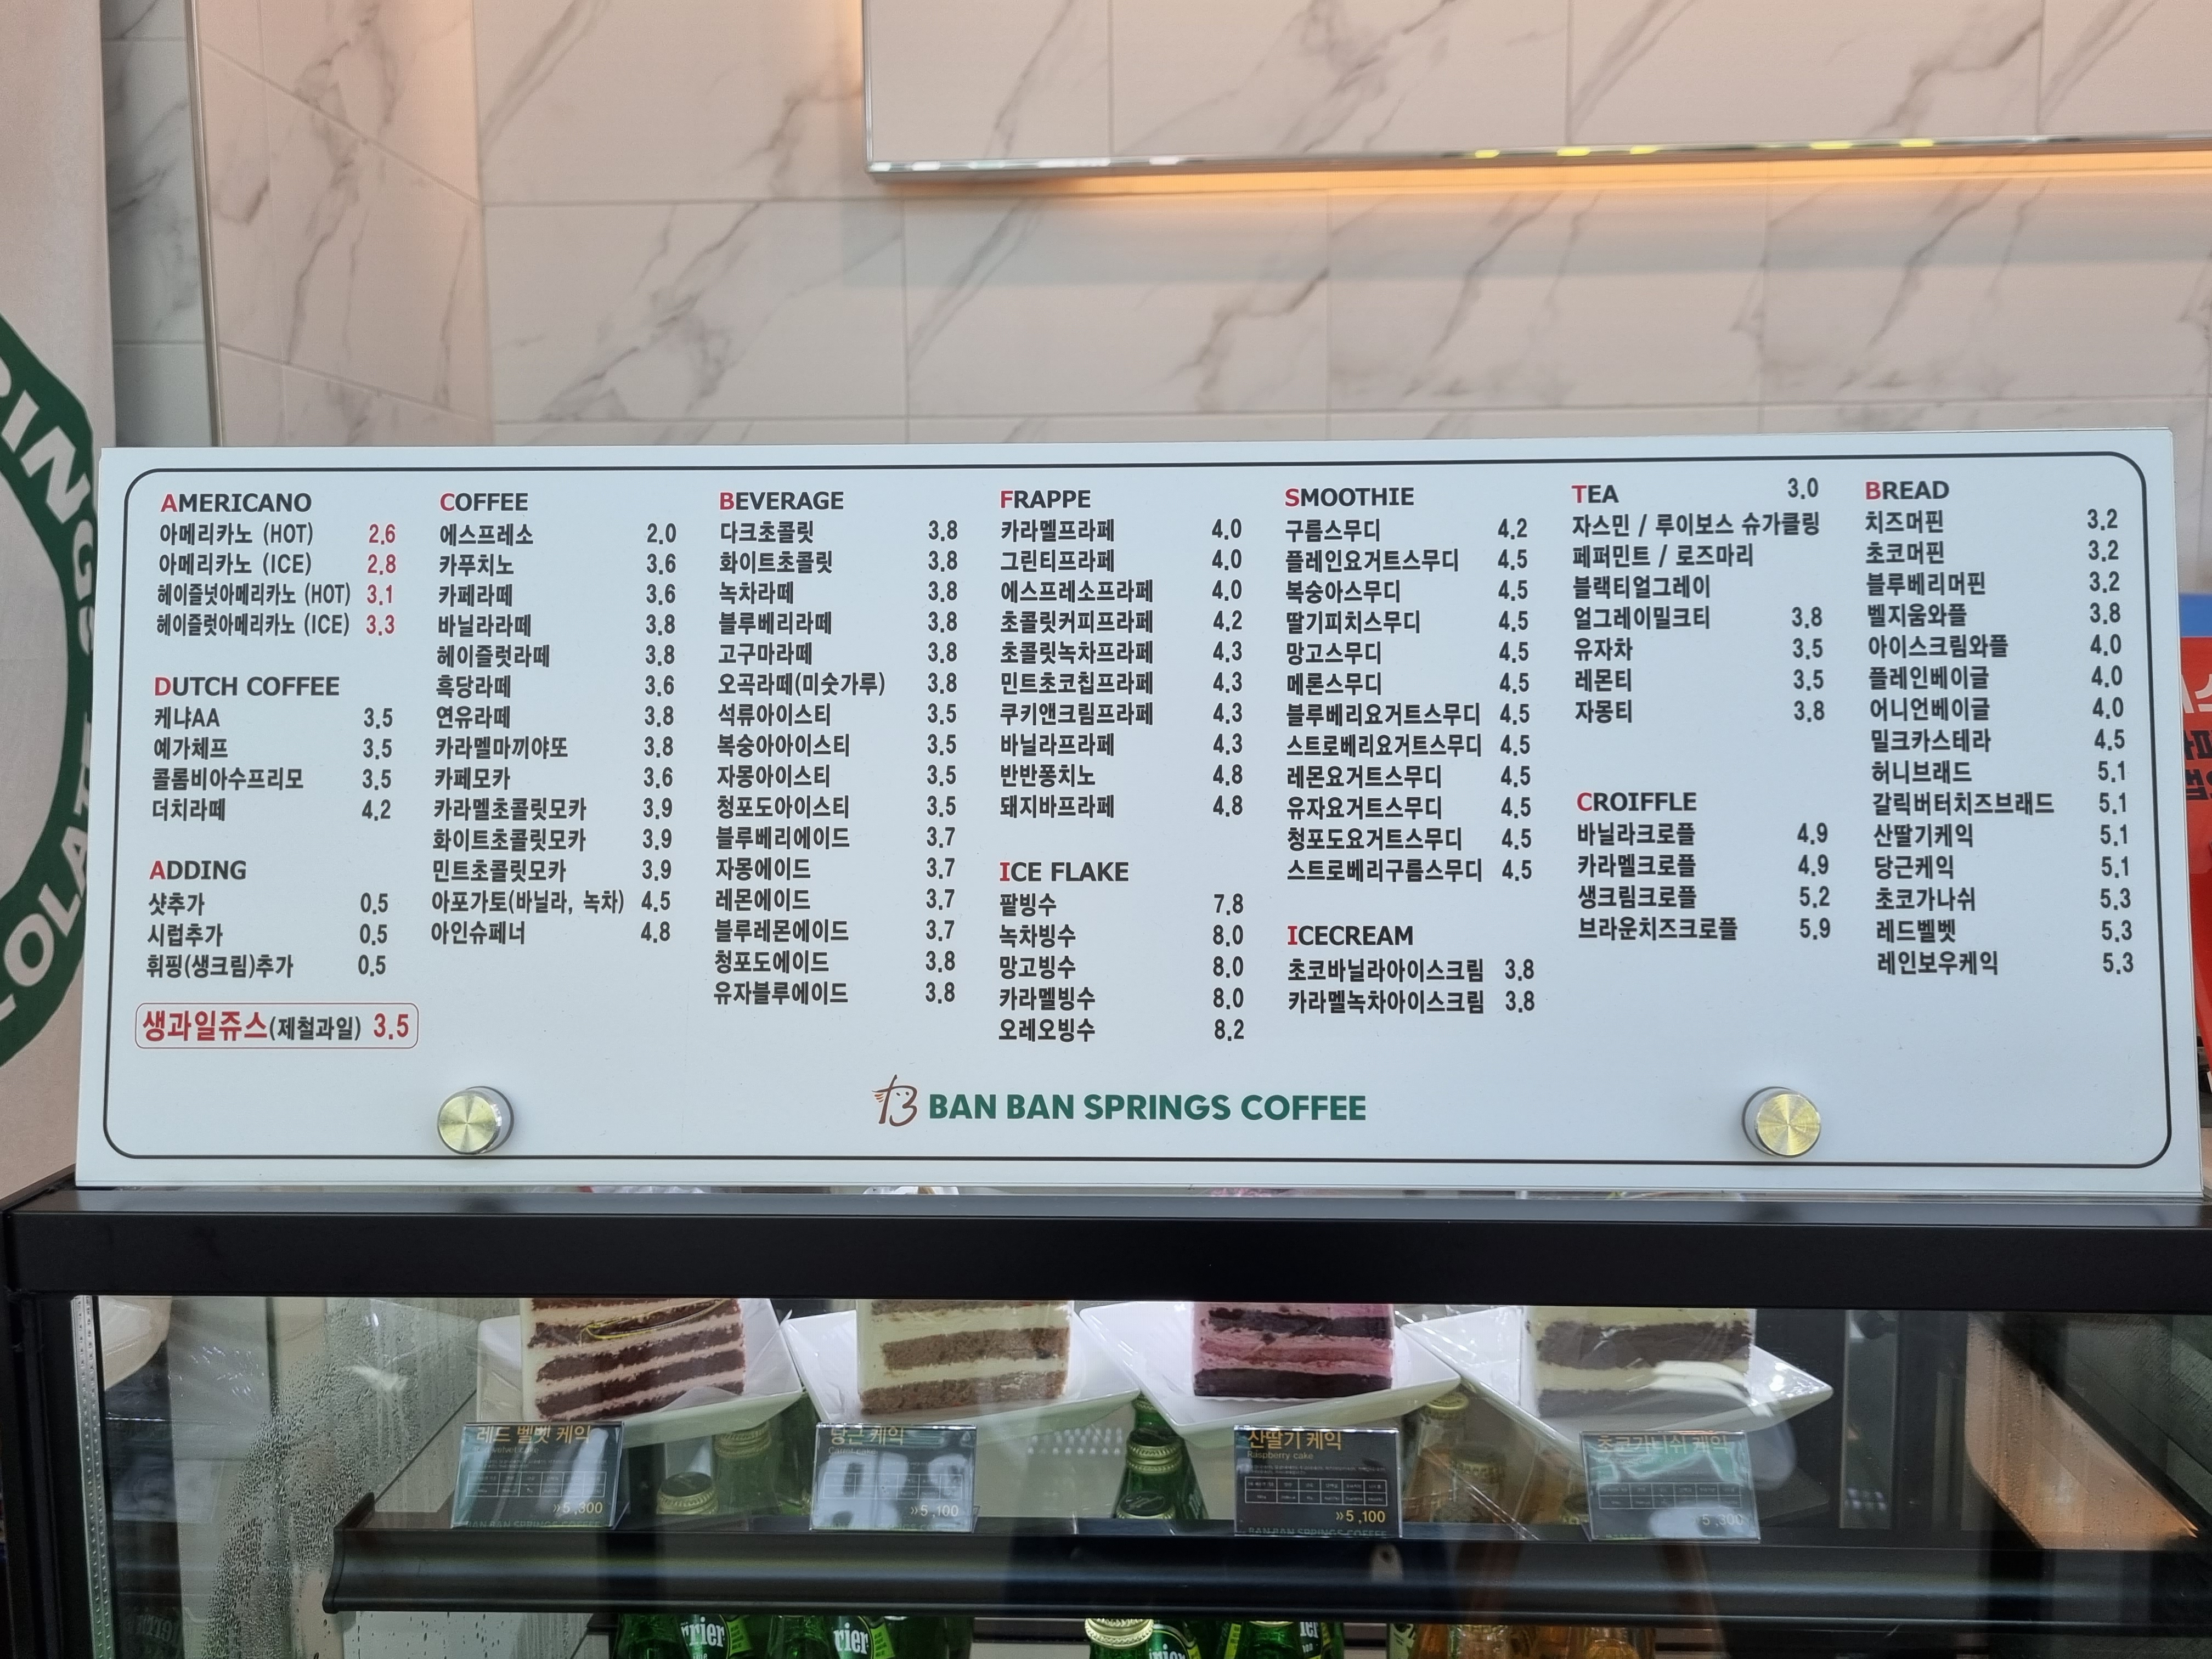 AMERICANO
아메리카노 (HOT) 2.6
아메리카노 (ICE) 2.8
헤이즐넛아메리카노 (HOT) 3.1
헤이즐럿아메리카노 (ICE) 3.3
DUTCH COFFEE
케냐AA 3.5
예가체프 3.5
콜롬비아수프리모 3.5
더치라떼 4.2
ADDING
샷추가 0.5
시럽추가 0.5
휘핑(생크림)추가 0.5
생과일쥬스(제철과일) 3.5
COFFEE
에스프레소 2.0
카푸치노 3.6
카페라떼 3.6
바닐라라떼 3.8
헤이즐럿라떼 3.8
흑당라떼 3.6
연유라떼 3.8
카라멜마끼야또 3.8
카페모카 3.6
카라멜초콜릿모카 3.9
화이트초콜릿모카 3.9
민트초콜릿모카 3.9
아포가토(바닐라, 녹차) 4.5
아인슈페너 4.8
BEVERAGE
다크초콜릿 3.8
화이트초콜릿 3.8
녹차라떼 3.8
블루베리라떼 3.8
고구마라떼 3.8
오곡라떼(미숫가루) 3.8
석류아이스티 3.5
복숭아아이스티 3.5
자몽아이스티 3.5
청포도아이스티 3.5
블루베리에이드 3.7
자몽에이드 3.7
레몬에이드 3.7
블루레몬에이드 3.7
청포도에이드 3.8
유자블루에이드 3.8
FRAPPE
카라멜프라페 4.0
그린티프라페 4.0
에스프레소프라페 4.0
초콜릿커피프라페 4.2
초콜릿녹차프라페 4.3
민트초코칩프라페 4.3
쿠키앤크림프라페 4.3
바닐라프라페 4.3
반반퐁치노 4.8
돼지바프라페 4.8
ICE FLAKE
팥빙수 7.8
녹차빙수 8.0
망고빙수 8.0
카라멜빙수 8.0
오레오빙수 8.2
SMOOTHIE
구름스무디 4.2
플레인요거트스무디 4.5
복숭아스무디 4.5
딸기피치스무디 4.5
망고스무디 4.5
메론스무디 4.5
블루베리요거트스무디 4.5
스트로베리요거트스무디 4.5
레몬요거트스무디 4.5
유자요거트스무디 4.5
청포도요거트스무디 4.5
스트로베리구름스무디 4.5
ICECREAM
초코바닐라아이스크림 3.8
카라멜녹차아이스크림 3.8
TEA 3.0
자스민 / 루이보스 슈가클링
페퍼민트 / 로즈마리
블랙티얼그레이
얼그레이밀크티 3.8
유자차 3.5
레몬티 3.5
자몽티 3.8
CROIFFLE
바닐라크로플 4.9
카라멜크로플 4.9
생크림크로플 5.2
브라운치즈크로플 5.9
BREAD
치즈머핀 3.2
초코머핀 3.2
블루베리머핀 3.2
벨지움와플 3.8
아이스크림와플 4.0
플레인베이글 4.0
어니언베이글 4.0
밀크카스테라 4.5
허니브래드 5.1
갈릭버터치즈브래드 5.1
산딸기케익 5.1
당근케익 5.1
초코가나쉬 5.3
레드벨벳 5.3
레인보우케익 5.3
BAN BAN SPRINGS COFFEE
레드 벨벳 케익
»5,300
당근 케익
»5,100
산딸기 케익
Raspberry cake
»5,100
BAN BAN SPRINGS COFFEE
초코가나쉬 케익
5,300